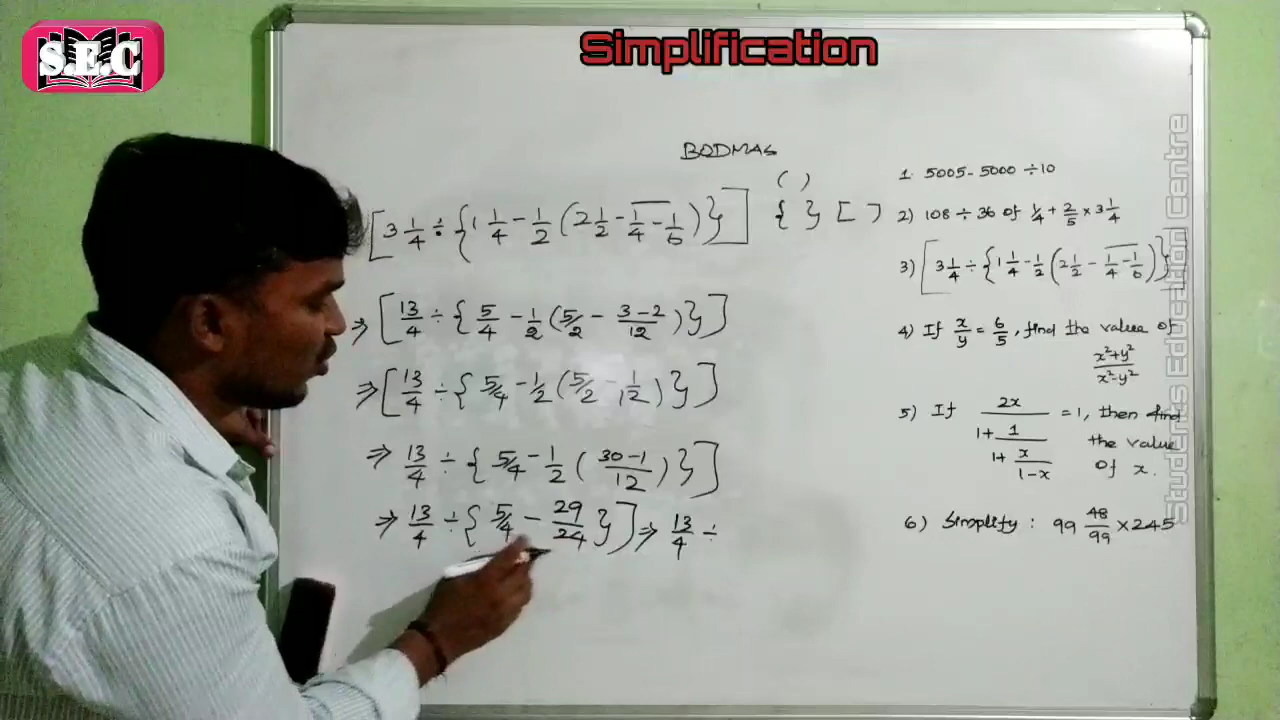 S.E.C
Simplification
BODMAS
( )
[3 1/4 ÷ {1 1/4 - 1/2 (2 1/2 - 1/4 - 1/6)}] { } [ ]
⇒ [13/4 ÷ {5/4 - 1/2 (5/2 - 3-2/12)}]
⇒ [13/4 ÷ {5/4 - 1/2 (5/2 - 1/12)}]
⇒ 13/4 ÷ {5/4 - 1/2 (30-1/12)}]
⇒ 13/4 ÷ {5/4 - 29/24}] ⇒ 13/4 ÷
1. 5005 - 5000 ÷ 10
2) 108 ÷ 36 of 1/4 + 2/5 × 3 1/4
3) [3 1/4 ÷ {1 1/4 - 1/2 (2 1/2 - 1/4 - 1/6)}
4) If x/y = 6/5, find the value of
x²+y²/x²-y²
5) If 2x/1+1/1+x/1-x = 1, then find
the value
of x.
6) Simplify : 99 48/99 × 245
Students Education Centre